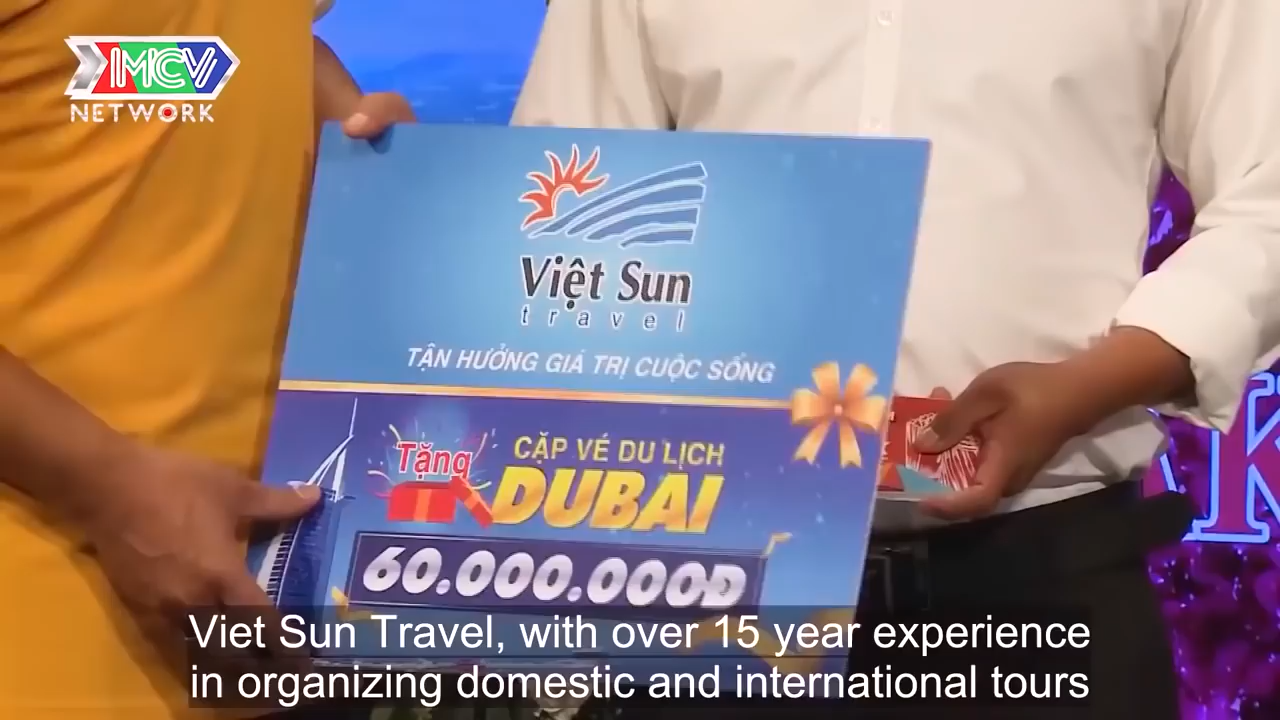 MCV
NETWORK
Việt Sun
travel
TẬN HƯỞNG GIÁ TRỊ CUỘC SỐNG
Tặng
CẶP VÉ DU LỊCH
DUBAI
60.000.000Đ
Viet Sun Travel, with over 15 year experience
in organizing domestic and international tours